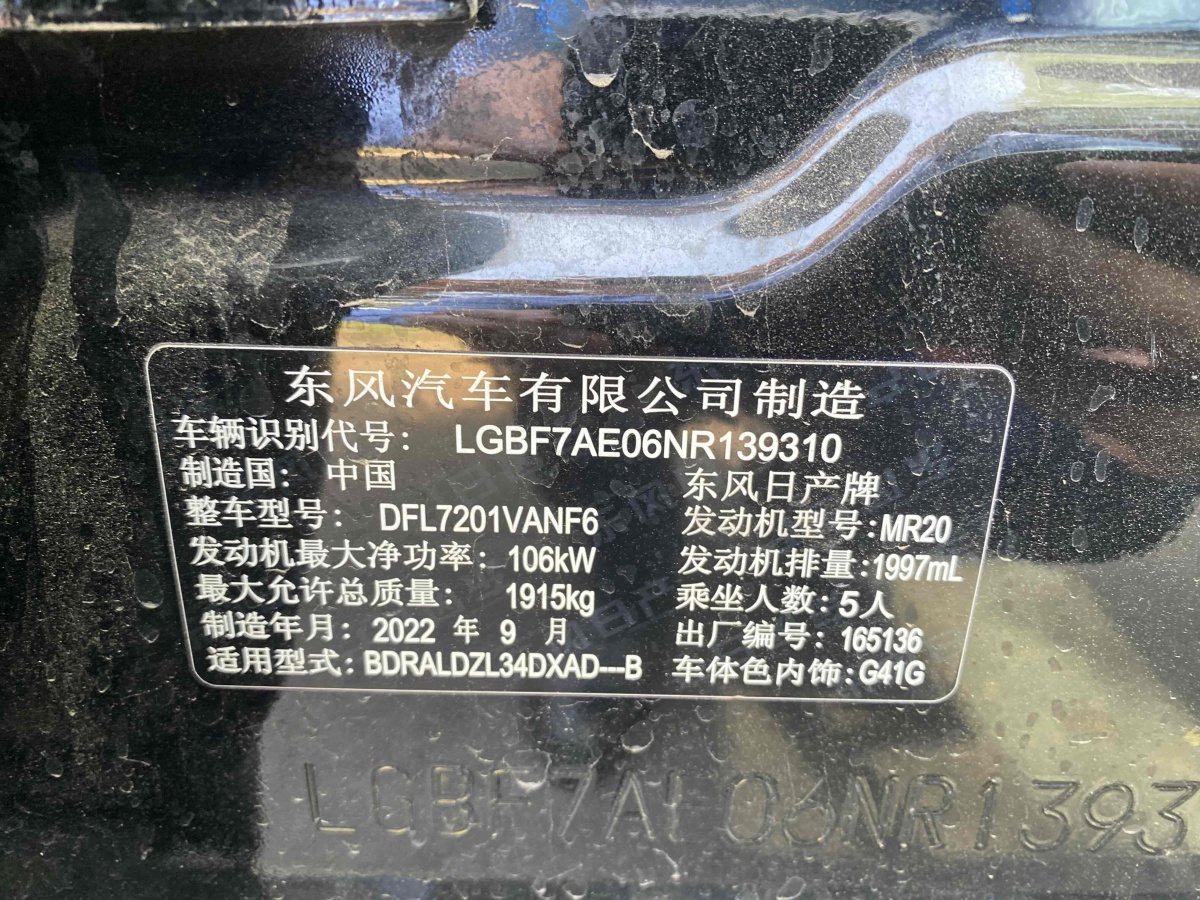 东风汽车有限公司制造
车辆识别代号: LGBF7AE06NR139310
制造国: 中国 东风日产牌
整车型号: DFL7201VANF6 发动机型号:MR20
发动机最大净功率: 106kW 发动机排量:1997mL
最大允许总质量: 1915kg 乘坐人数:5人
制造年月: 2022 年 9 月 出厂编号:165136
适用型式: BDRALDZL34DXAD---B 车体色内饰:G41G
LGBF7AE06NR1393